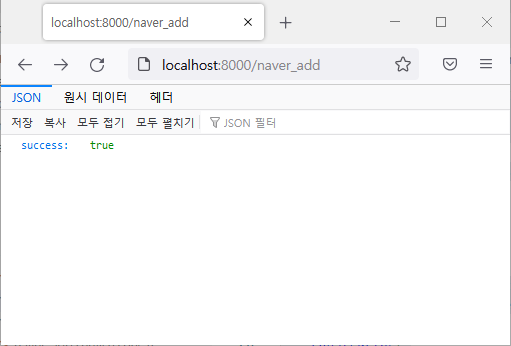 localhost:8000/naver_add
localhost:8000/naver_add
JSON 원시 데이터 헤더
저장 복사 모두 접기 모두 펼치기 JSON 필터
success: true